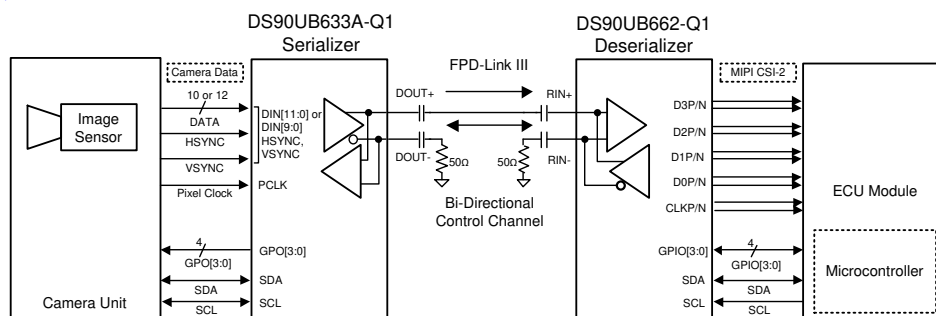 DS90UB633A-Q1
Serializer
DS90UB662-Q1
Deserializer
Camera Data
FPD-Link III
MIPI CSI-2
Image
Sensor
10 or 12
DATA
HSYNC
VSYNC
Pixel Clock
DIN[11:0] or
DIN[9:0]
HSYNC,
VSYNC
PCLK
DOUT+
DOUT-
50Ω
50Ω
RIN+
RIN-
Bi-Directional
Control Channel
D3P/N
D2P/N
D1P/N
D0P/N
CLKP/N
ECU Module
4
GPO[3:0]
GPO[3:0]
SDA
SDA
SCL
SCL
Camera Unit
GPIO[3:0]
4
GPIO[3:0]
SDA
SDA
SCL
SCL
Microcontroller